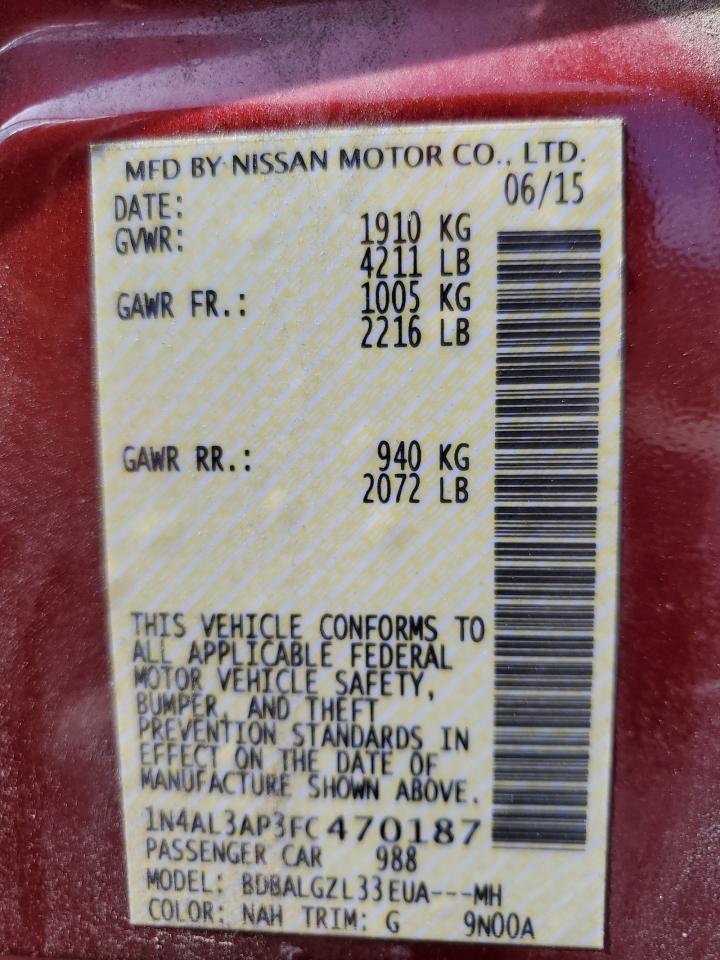 MFD BY NISSAN MOTOR CO., LTD.
DATE: 06/15
GVWR: 1910 KG
4211 LB
GAWR FR.: 1005 KG
2216 LB
GAWR RR.: 940 KG
2072 LB
THIS VEHICLE CONFORMS TO
ALL APPLICABLE FEDERAL
MOTOR VEHICLE SAFETY,
BUMPER, AND THEFT
PREVENTION STANDARDS IN
EFFECT ON THE DATE OF
MANUFACTURE SHOWN ABOVE.
1N4AL3AP3FC470187
PASSENGER CAR 988
MODEL: BDBALGZL33EUA---MH
COLOR: NAH TRIM: G 9N00A